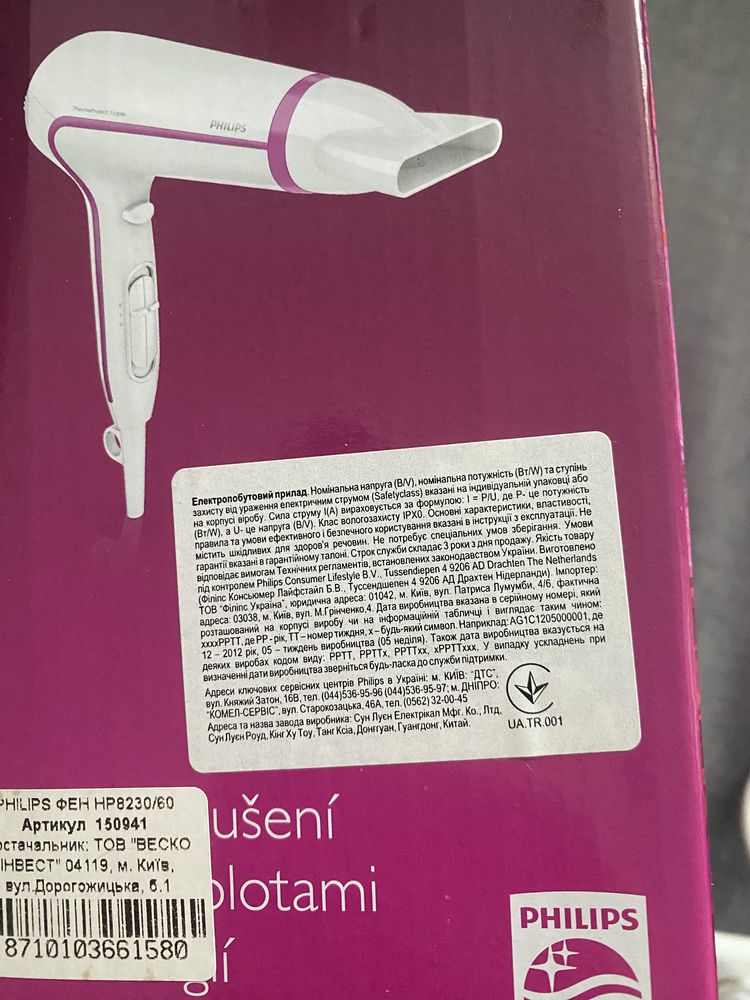 ThermoProtect 2100W
PHILIPS
Електропобутовий прилад. Номінальна напруга (В/V), номінальна потужність (Вт/W) та ступінь
захисту від ураження електричним струмом (Safetyclass) вказані на індивідуальній упаковці або
на корпусі виробу. Сила струму I(A) вираховується за формулою: I = P/U, де P- це потужність
(Вт/W), а U- це напруга (В/V). Клас вологозахисту IPX0. Основні характеристики, властивості,
правила та умови ефективного і безпечного користування вказані в інструкції з експлуатації. Не
містить шкідливих для здоров'я речовин. Не потребує спеціальних умов зберігання. Умови
гарантії вказані в гарантійному талоні. Строк служби складає 3 роки з дня продажу. Якість товару
відповідає вимогам Технічних регламентів, встановлених законодавством України. Виготовлено
під контролем Philips Consumer Lifestyle B.V., Tussendiepen 4 9206 AD Drachten The Netherlands
(Філіпс Консьюмер Лайфстайл Б.В., Туссендшепен 4 9206 АД Драхтен Нідерланди). Імпортер:
ТОВ "Філіпс Україна", юридична адреса: 01042, м. Київ, вул. Патриса Лумумби, 4/6, фактична
адреса: 03038, м. Київ, вул. М.Грінченко,4. Дата виробництва вказана в серійному номері, який
розташований на корпусі виробу чи на інформаційній табличці і виглядає таким чином:
xxxxPPTT, де PP - рік, TT – номер тиждня, x – будь-який символ. Наприклад: AG1C1205000001, де
12 – 2012 рік, 05 – тиждень виробництва (05 неділя). Також дата виробництва вказується на
деяких виробах кодом виду: PPTT, PPTTx, PPTTxx, xPPTTxxx. У випадку ускладнень при
визначенні дати виробництва зверніться будь-ласка до служби підтримки.
Адреси ключових сервісних центрів Philips в Україні: м. КИЇВ: "ДТС",
вул. Княжий Затон, 16В, тел. (044)536-95-96 (044)536-95-97; м. ДНІПРО:
"КОМЕЛ-СЕРВІС", вул. Старокозацька, 46А, тел. (0562) 32-00-45
Адреса та назва завода виробника: Сун Луєн Електрікал Мфг. Ко., Лтд,
Сун Луєн Роуд, Кінг Ху Тоу, Танг Ксіа, Донггуан, Гуангдонг, Китай.
UA.TR.001
PHILIPS ФЕН HP8230/60
Артикул 150941
остачальник: ТОВ "ВЕСКО
ІНВЕСТ" 04119, м. Київ,
вул.Дорогожицька, б.1
8710103661580
ušení
plotami
gí
PHILIPS